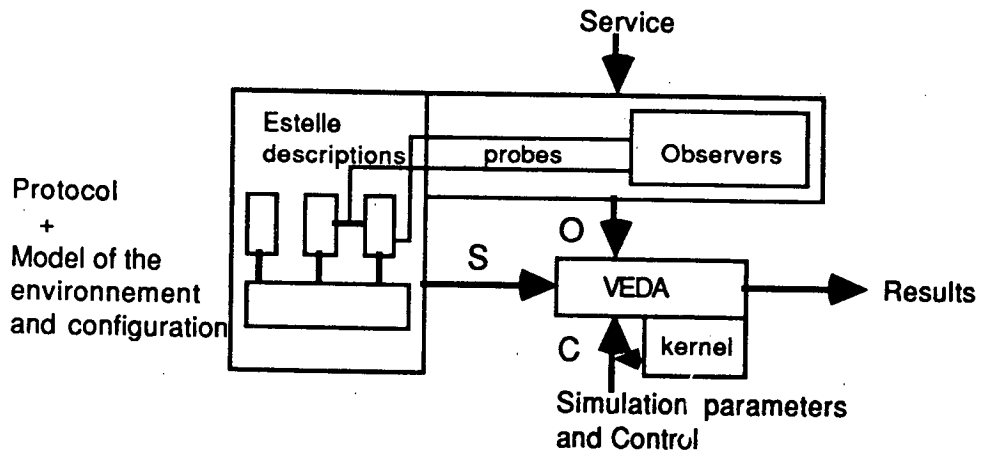 Service
Estelle
descriptions
probes
Observers
Protocol
+
Model of the
environnement
and configuration
S
O
VEDA
Results
C
kernel
Simulation parameters
and Control